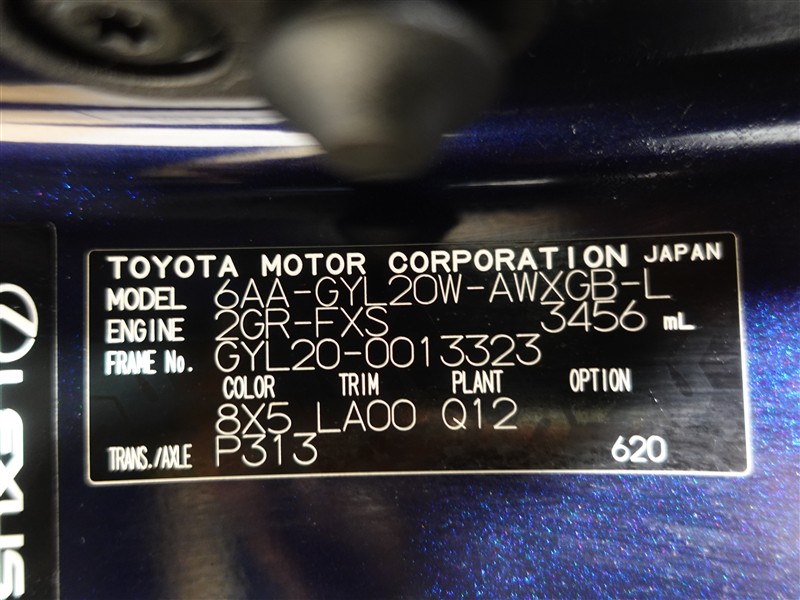 TOYOTA MOTOR CORPORATION JAPAN
MODEL 6AA-GYL20W-AWXGB-L
ENGINE 2GR-FXS 3456 mL
FRAME No. GYL20-0013323
COLOR TRIM PLANT OPTION
8X5 LA00 Q12
TRANS./AXLE P313 620
LEXUS